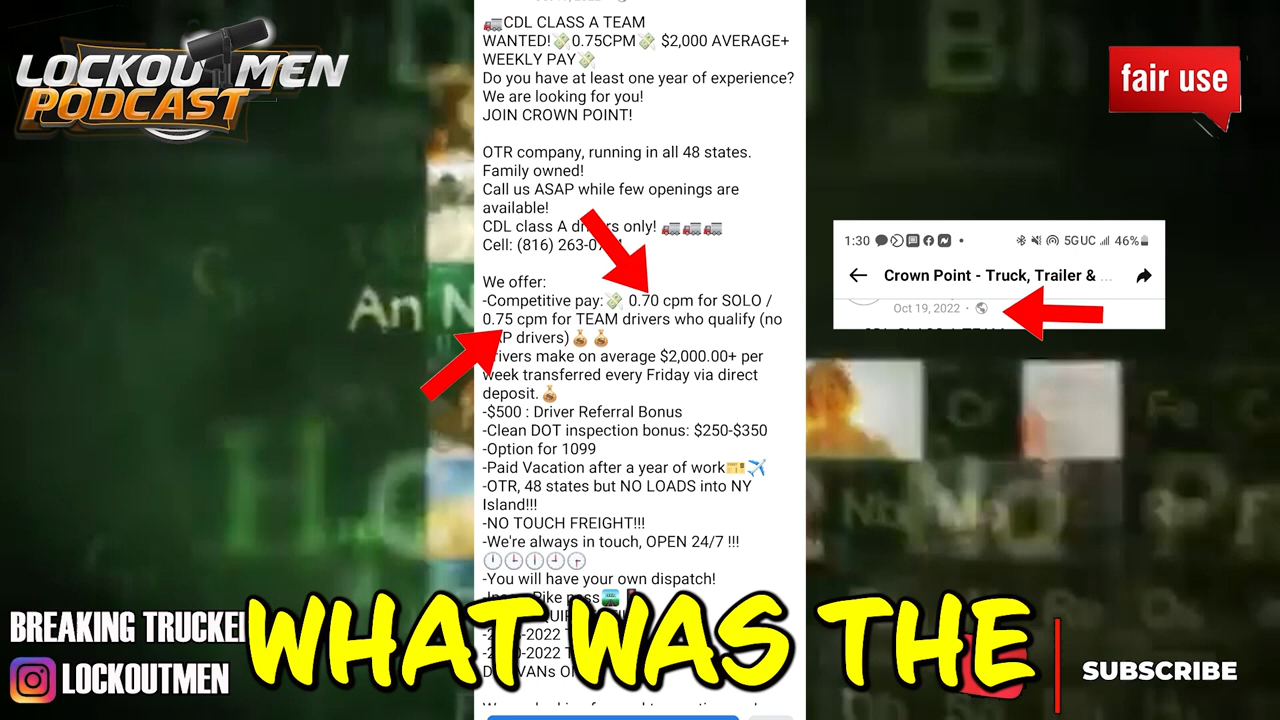 LOCKOUTMEN
PODCAST
CDL CLASS A TEAM
WANTED!💸0.75CPM💸 $2,000 AVERAGE+
WEEKLY PAY💸
Do you have at least one year of experience?
We are looking for you!
JOIN CROWN POINT!
OTR company, running in all 48 states.
Family owned!
Call us ASAP while few openings are
available!
CDL class A drivers only! 🚛🚛🚛
Cell: (816) 263-0
We offer:
-Competitive pay:💸 0.70 cpm for SOLO /
0.75 cpm for TEAM drivers who qualify (no
drivers)💰 💰
Drivers make on average $2,000.00+ per
week transferred every Friday via direct
deposit.💰
-$500 : Driver Referral Bonus
-Clean DOT inspection bonus: $250-$350
-Option for 1099
-Paid Vacation after a year of work🎫✈️
-OTR, 48 states but NO LOADS into NY
Island!!!
-NO TOUCH FREIGHT!!!
-We're always in touch, OPEN 24/7 !!!
-You will have your own dispatch!
fair use
1:30 5GUC 46%
Crown Point - Truck, Trailer & ...
Oct 19, 2022
An
Cr
Fe
Nb
BREAKING TRUCKE
LOCKOUTMEN
WHAT WAS THE
SUBSCRIBE